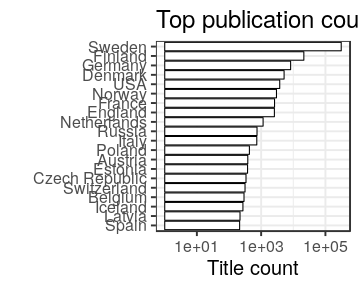 Top publication cou
Sweden
Finland
Germany
Denmark
USA
Norway
France
England
Netherlands
Russia
Italy
Poland
Austria
Estonia
Czech Republic
Switzerland
Belgium
Iceland
Latvia
Spain
1e+01 1e+03 1e+05
Title count